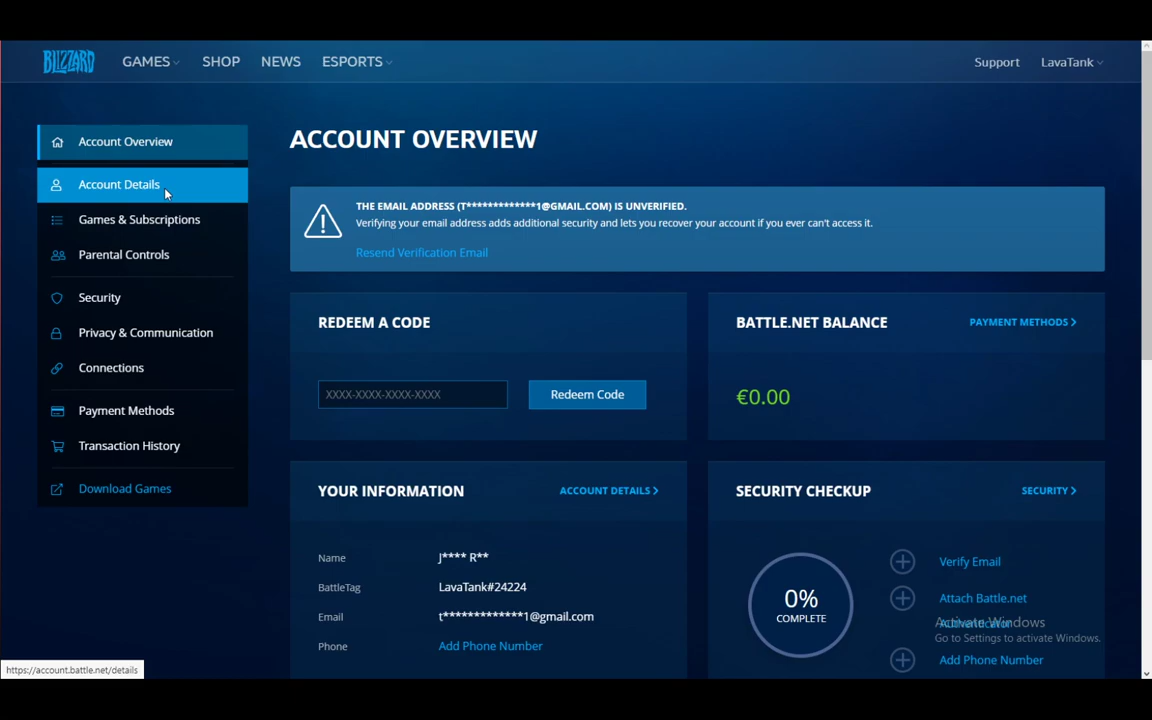 BLIZZARD GAMES SHOP NEWS ESPORTS Support LavaTank
Account Overview
Account Details
Games & Subscriptions
Parental Controls
Security
Privacy & Communication
Connections
Payment Methods
Transaction History
Download Games
ACCOUNT OVERVIEW
THE EMAIL ADDRESS (T*************1@GMAIL.COM) IS UNVERIFIED.
Verifying your email address adds additional security and lets you recover your account if you ever can't access it.
Resend Verification Email
REDEEM A CODE
XXXX-XXXX-XXXX-XXXX Redeem Code
BATTLE.NET BALANCE PAYMENT METHODS
€0.00
YOUR INFORMATION ACCOUNT DETAILS
Name J**** R**
BattleTag LavaTank#24224
Email t*************1@gmail.com
Phone Add Phone Number
SECURITY CHECKUP SECURITY
0%
COMPLETE
Verify Email
Attach Battle.net
Authenticator
Add Phone Number
Activate Windows
Go to Settings to activate Windows.
https://account.battle.net/details